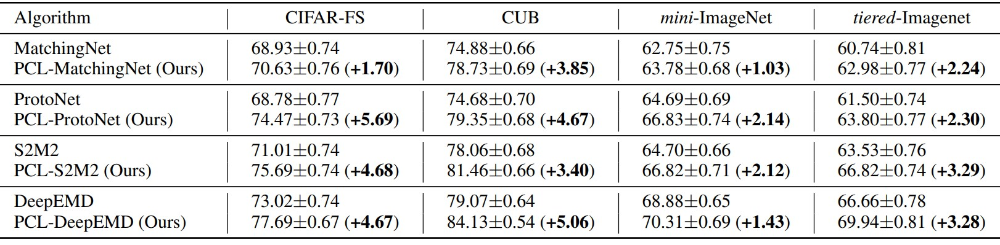 Algorithm CIFAR-FS CUB mini-ImageNet tiered-Imagenet
MatchingNet 68.93±0.74 74.88±0.66 62.75±0.75 60.74±0.81
PCL-MatchingNet (Ours) 70.63±0.76 (+1.70) 78.73±0.69 (+3.85) 63.78±0.68 (+1.03) 62.98±0.77 (+2.24)
ProtoNet 68.78±0.77 74.68±0.70 64.69±0.69 61.50±0.74
PCL-ProtoNet (Ours) 74.47±0.73 (+5.69) 79.35±0.68 (+4.67) 66.83±0.74 (+2.14) 63.80±0.77 (+2.30)
S2M2 71.01±0.74 78.06±0.68 64.70±0.66 63.53±0.76
PCL-S2M2 (Ours) 75.69±0.74 (+4.68) 81.46±0.66 (+3.40) 66.82±0.71 (+2.12) 66.82±0.74 (+3.29)
DeepEMD 73.02±0.74 79.07±0.64 68.88±0.65 66.66±0.78
PCL-DeepEMD (Ours) 77.69±0.67 (+4.67) 84.13±0.54 (+5.06) 70.31±0.69 (+1.43) 69.94±0.81 (+3.28)